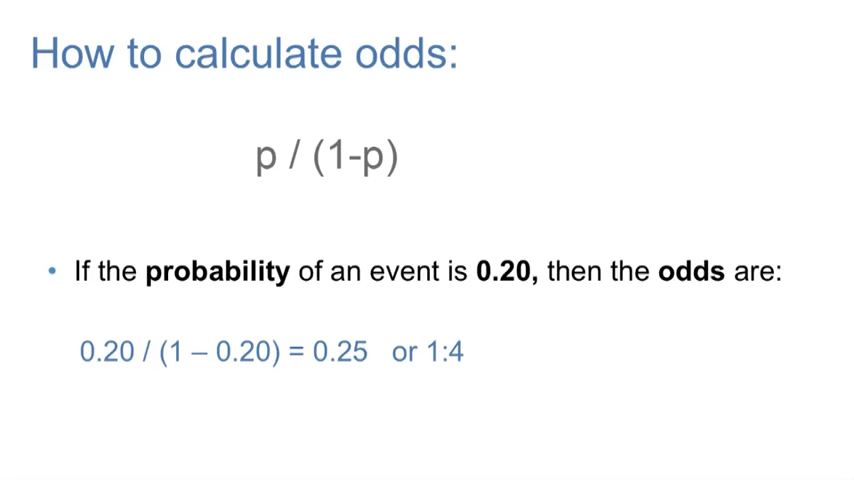 How to calculate odds:
p / (1-p)
• If the probability of an event is 0.20, then the odds are:
0.20 / (1 – 0.20) = 0.25 or 1:4